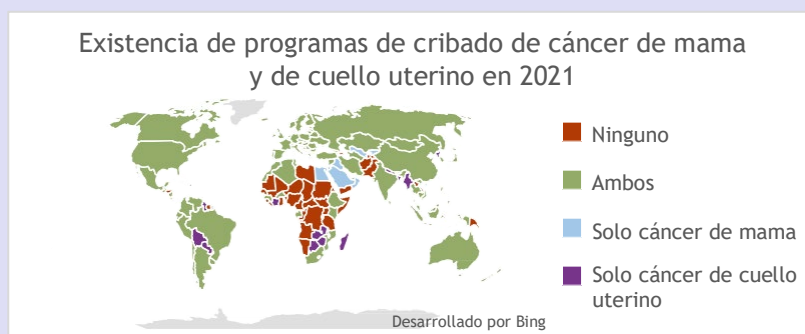 Existencia de programas de cribado de cáncer de mama
y de cuello uterino en 2021
Ninguno
Ambos
Solo cáncer de mama
Solo cáncer de cuello
uterino
Desarrollado por Bing